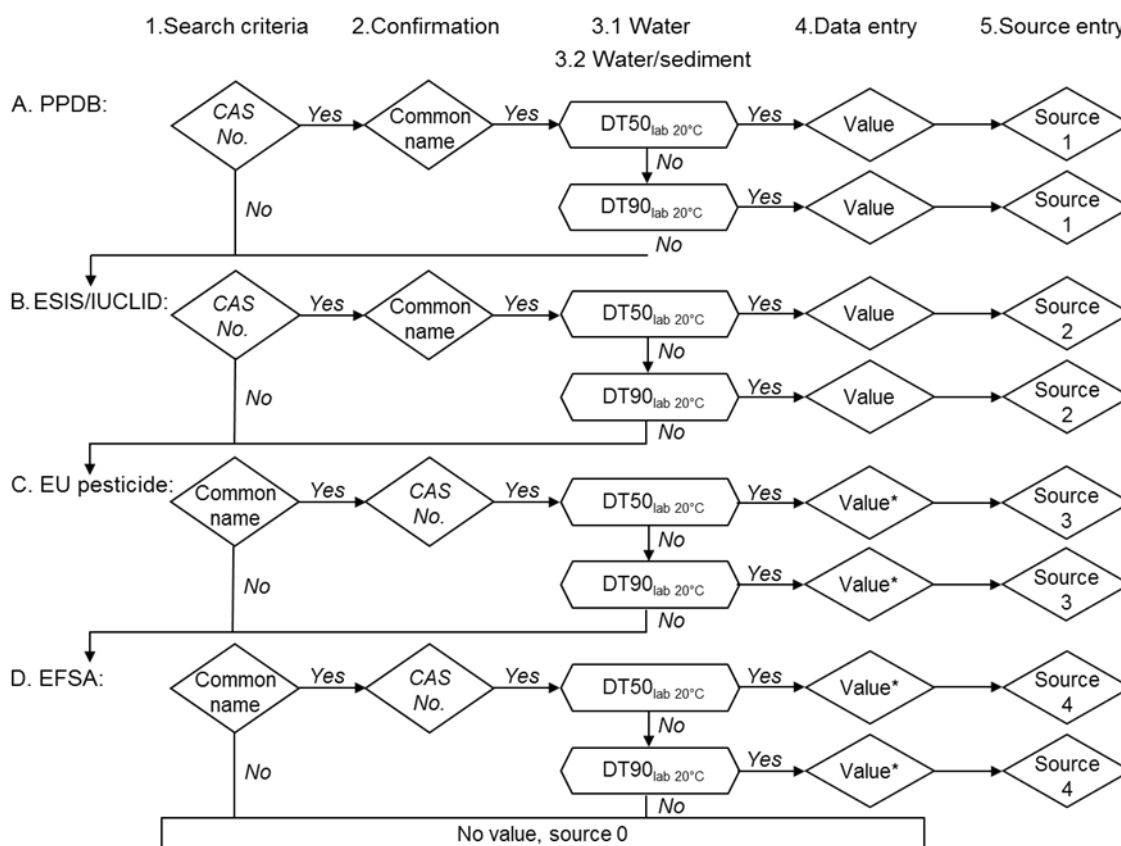 1.Search criteria 2.Confirmation 3.1 Water 4.Data entry 5.Source entry
3.2 Water/sediment
A. PPDB:
CAS No. Yes Common name Yes DT50lab 20°C Yes Value Source 1
No
No DT90lab 20°C Yes Value Source 1
No
B. ESIS/IUCLID:
CAS No. Yes Common name Yes DT50lab 20°C Yes Value Source 2
No
No DT90lab 20°C Yes Value Source 2
No
C. EU pesticide:
Common name Yes CAS No. Yes DT50lab 20°C Yes Value* Source 3
No
No DT90lab 20°C Yes Value* Source 3
No
D. EFSA:
Common name Yes CAS No. Yes DT50lab 20°C Yes Value* Source 4
No
No DT90lab 20°C Yes Value* Source 4
No
No value, source 0